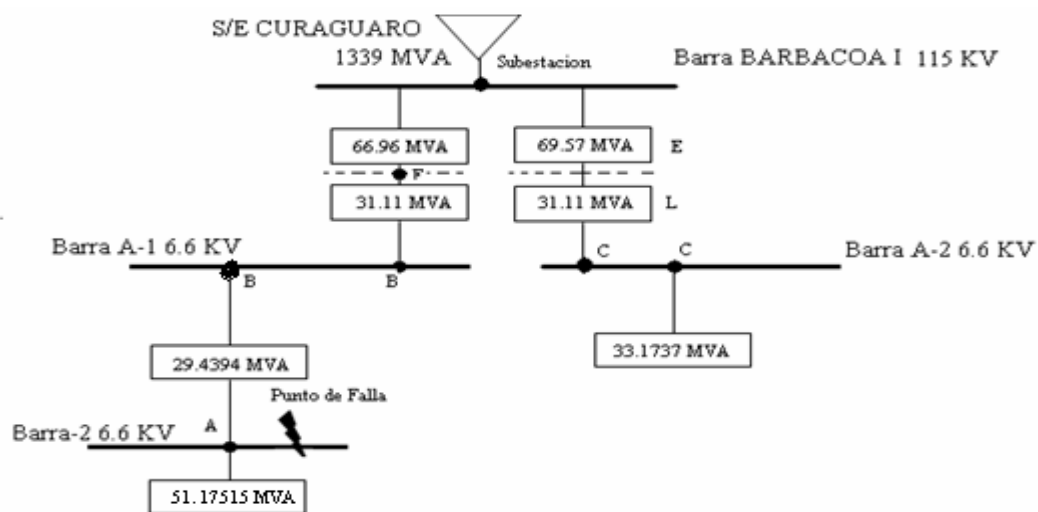 S/E CURAGUARO
1339 MVA
Subestacion
Barra BARBACOA I 115 KV
66.96 MVA
69.57 MVA
E
F
31.11 MVA
31.11 MVA
L
Barra A-1 6.6 KV
B
B
C
C
Barra A-2 6.6 KV
29.4394 MVA
33.1737 MVA
Punto de Falla
Barra-2 6.6 KV
A
51.17515 MVA